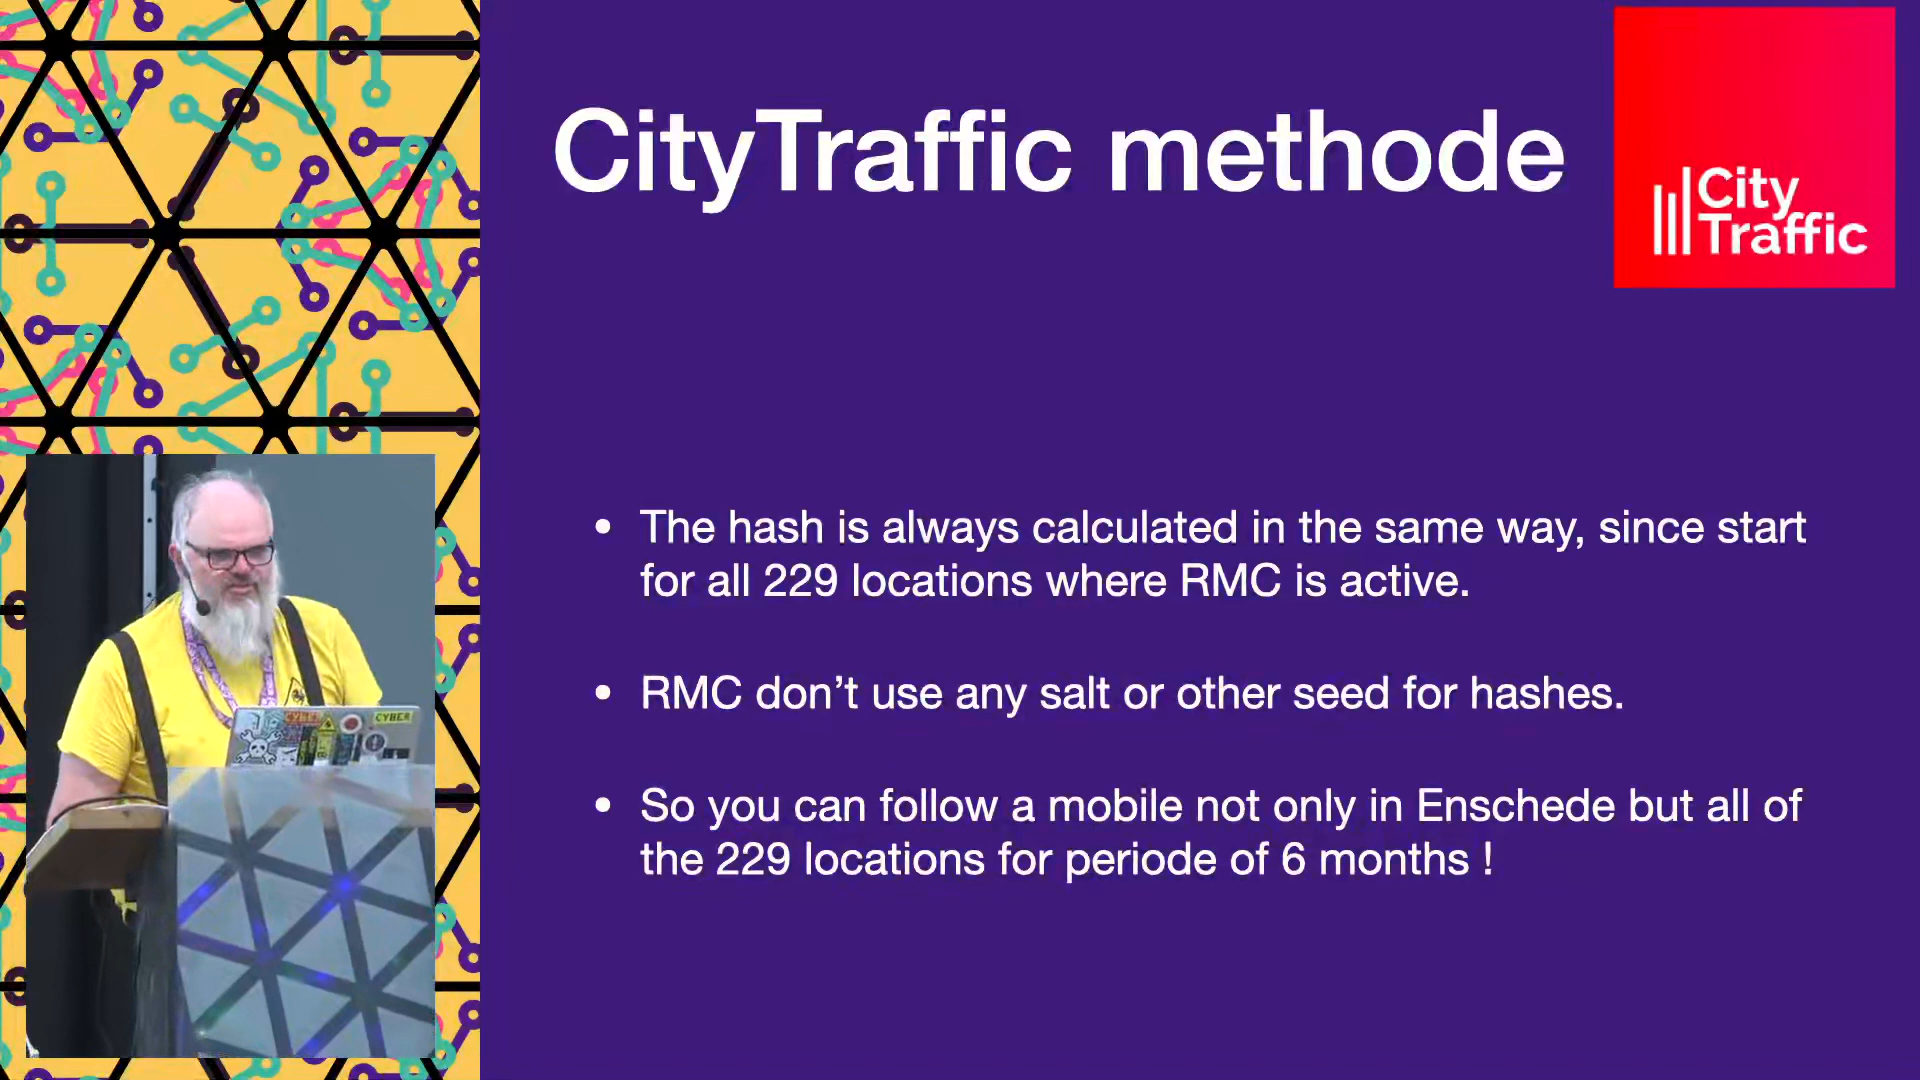 CityTraffic methode
City
Traffic
• The hash is always calculated in the same way, since start
for all 229 locations where RMC is active.
• RMC don’t use any salt or other seed for hashes.
• So you can follow a mobile not only in Enschede but all of
the 229 locations for periode of 6 months !
CYBER